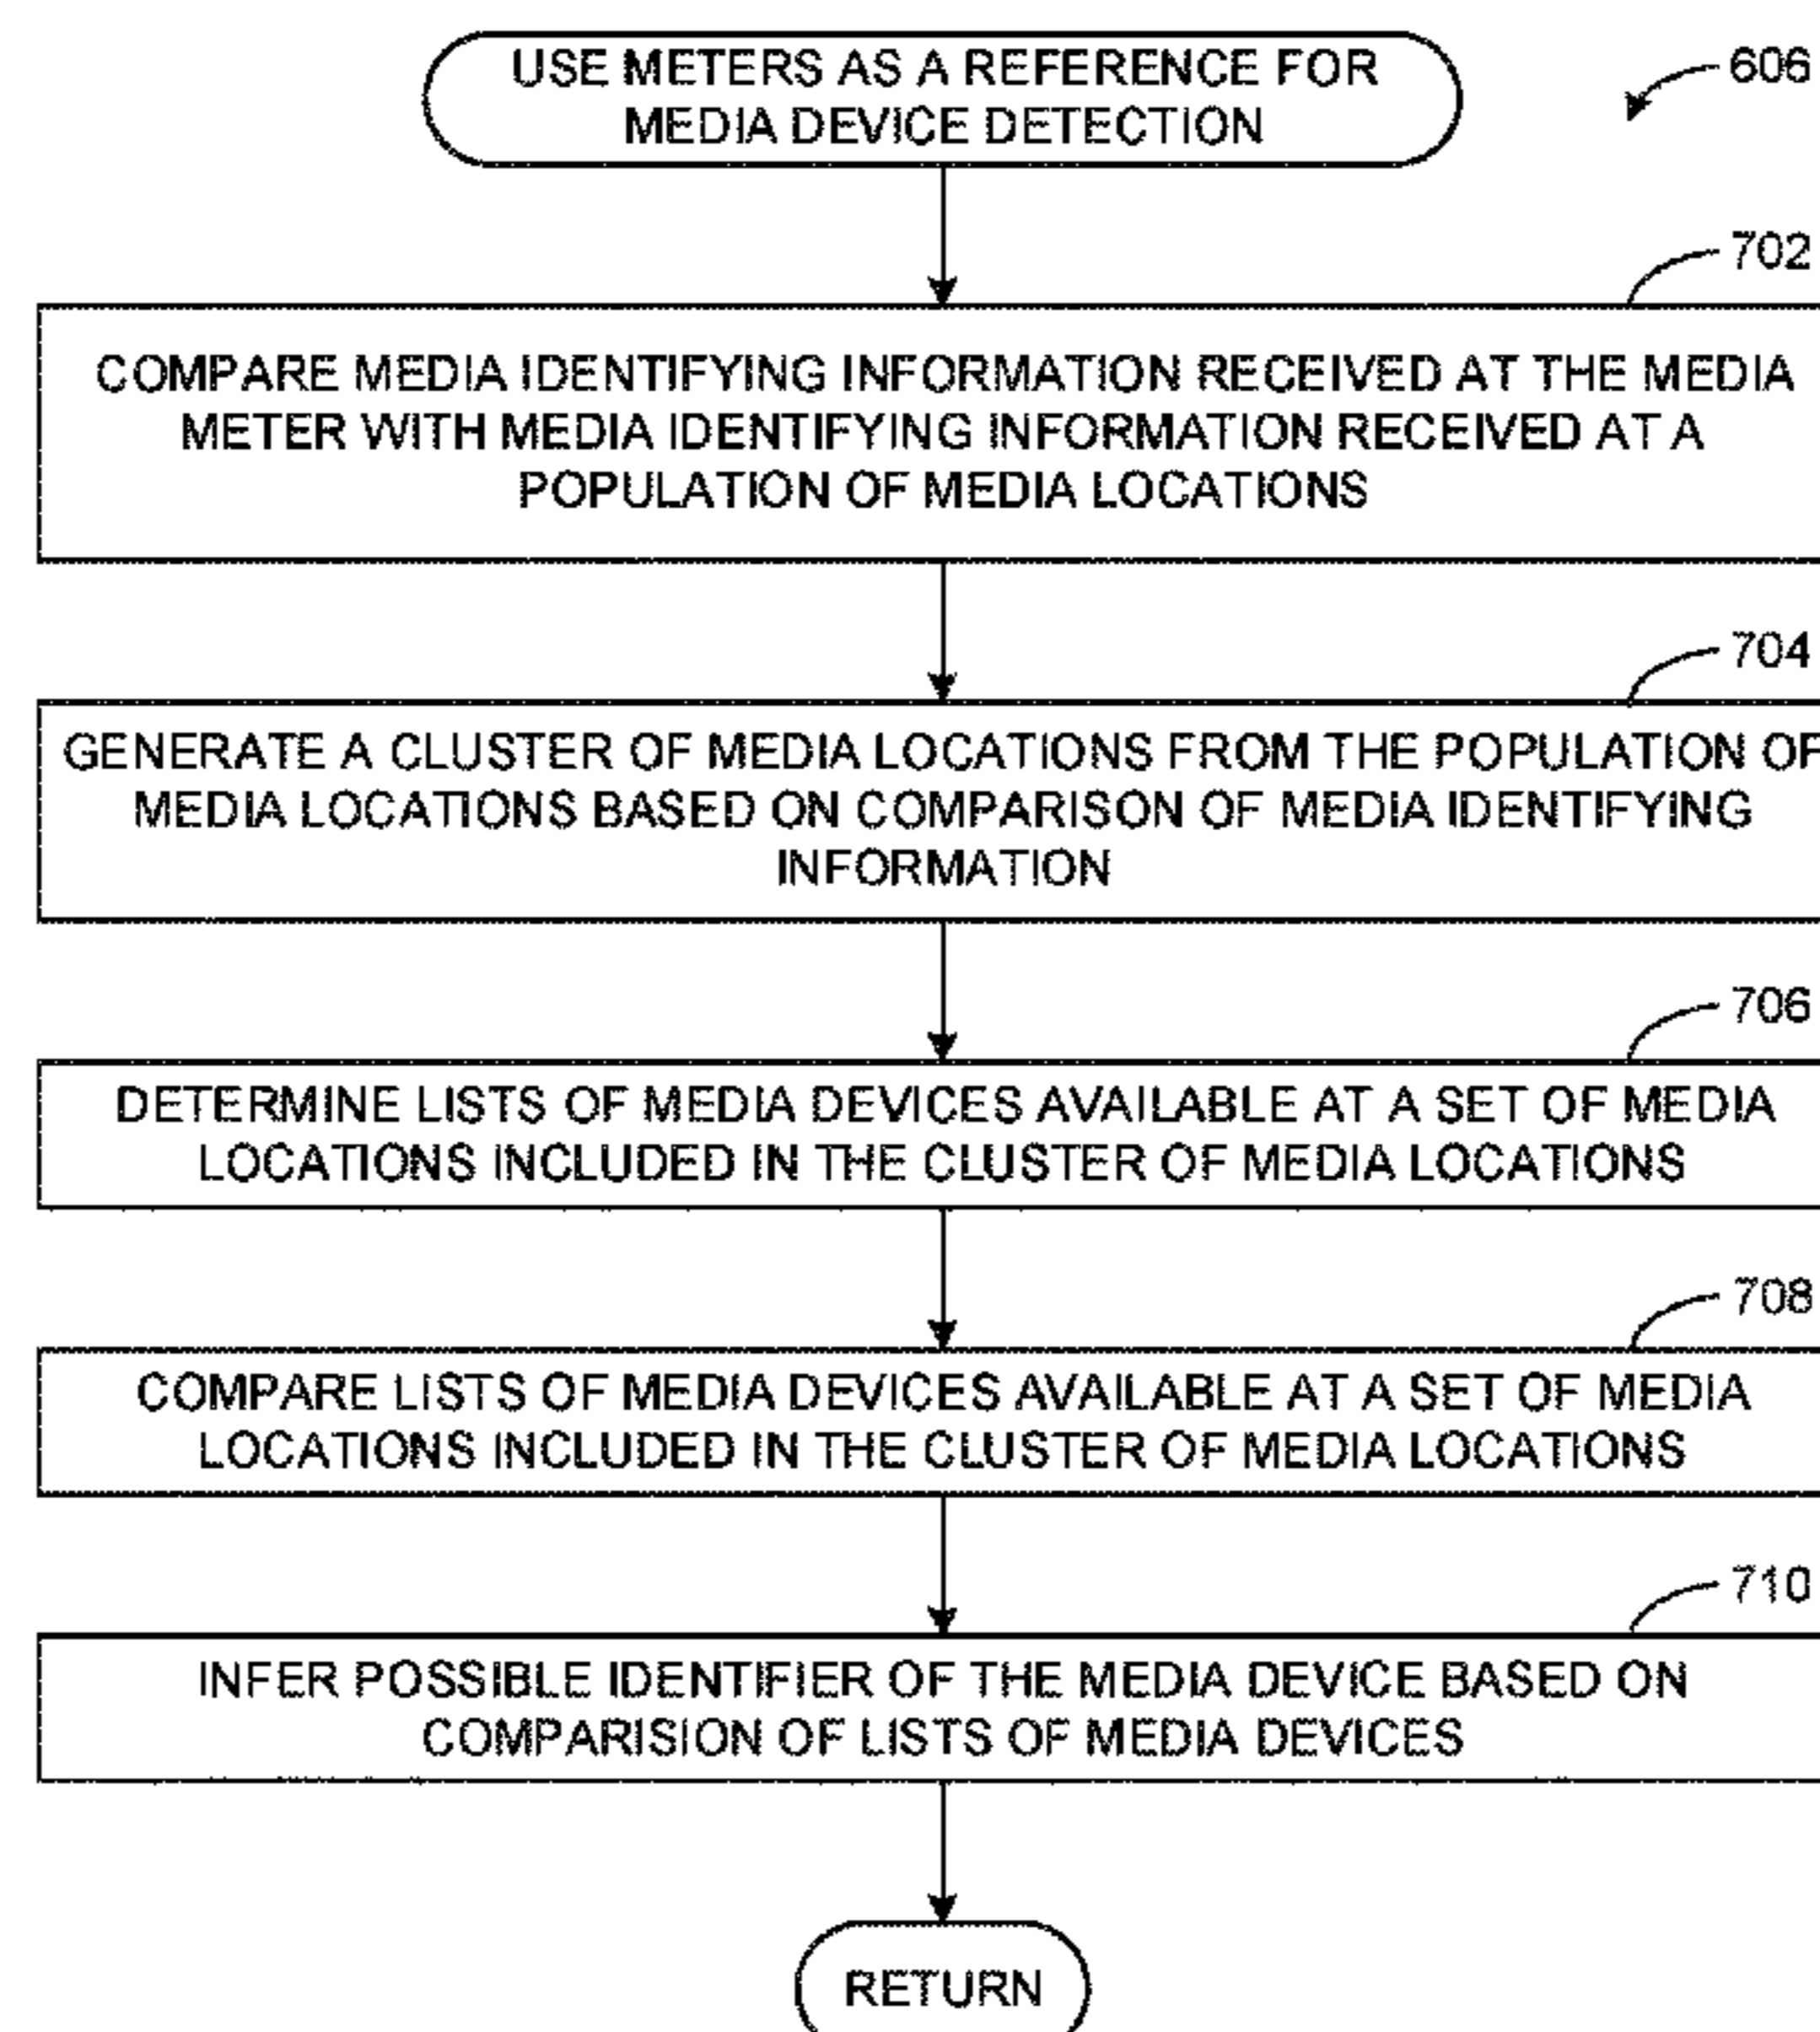 USE METERS AS A REFERENCE FOR
MEDIA DEVICE DETECTION
606
702
COMPARE MEDIA IDENTIFYING INFORMATION RECEIVED AT THE MEDIA
METER WITH MEDIA IDENTIFYING INFORMATION RECEIVED AT A
POPULATION OF MEDIA LOCATIONS
704
GENERATE A CLUSTER OF MEDIA LOCATIONS FROM THE POPULATION OF
MEDIA LOCATIONS BASED ON COMPARISON OF MEDIA IDENTIFYING
INFORMATION
706
DETERMINE LISTS OF MEDIA DEVICES AVAILABLE AT A SET OF MEDIA
LOCATIONS INCLUDED IN THE CLUSTER OF MEDIA LOCATIONS
708
COMPARE LISTS OF MEDIA DEVICES AVAILABLE AT A SET OF MEDIA
LOCATIONS INCLUDED IN THE CLUSTER OF MEDIA LOCATIONS
710
INFER POSSIBLE IDENTIFIER OF THE MEDIA DEVICE BASED ON
COMPARISION OF LISTS OF MEDIA DEVICES
RETURN